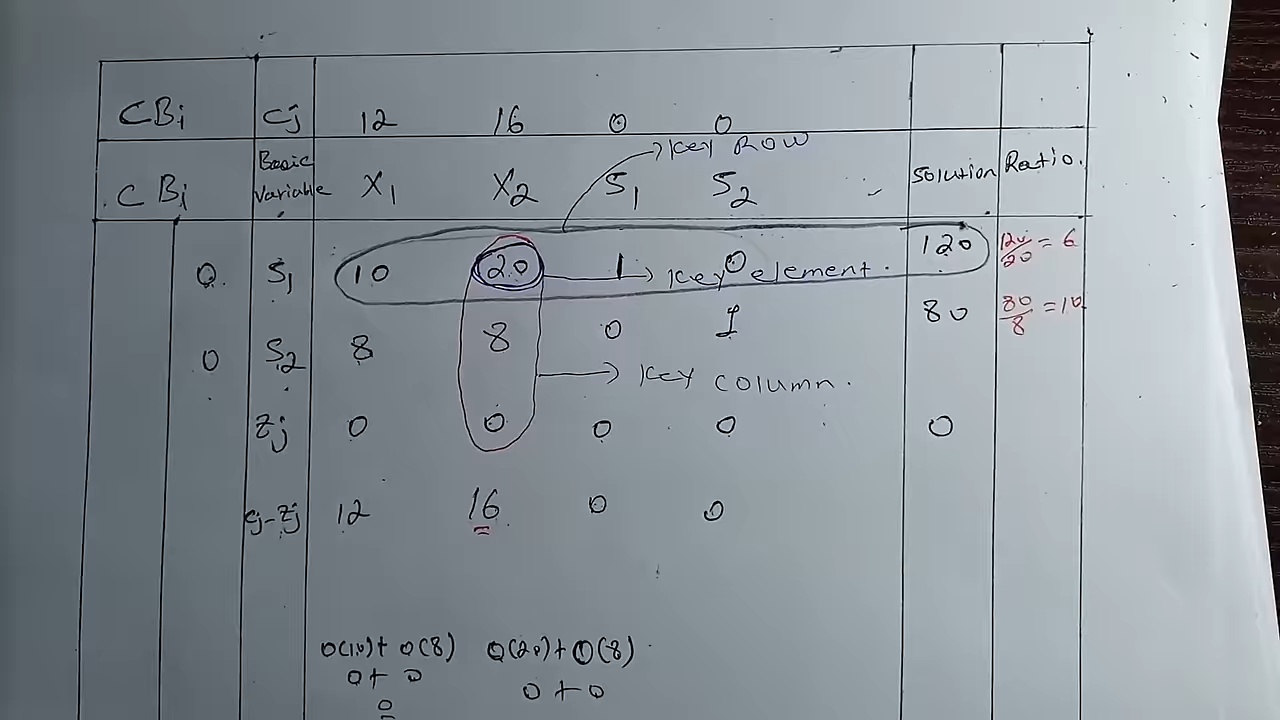 CBi Cj 12 16 0 0
→ Key Row
CBi Basic Variable X1 X2 S1 S2 Solution Ratio.
0 S1 10 20 1 0 120 120/20 = 6
→ Key element.
0 S2 8 8 0 1 80 80/8 = 10
→ Key column.
Zj 0 0 0 0 0
Cj-Zj 12 16 0 0
0(10)+ 0(8) 0(20)+0(8)
0+ 0 0+0
0